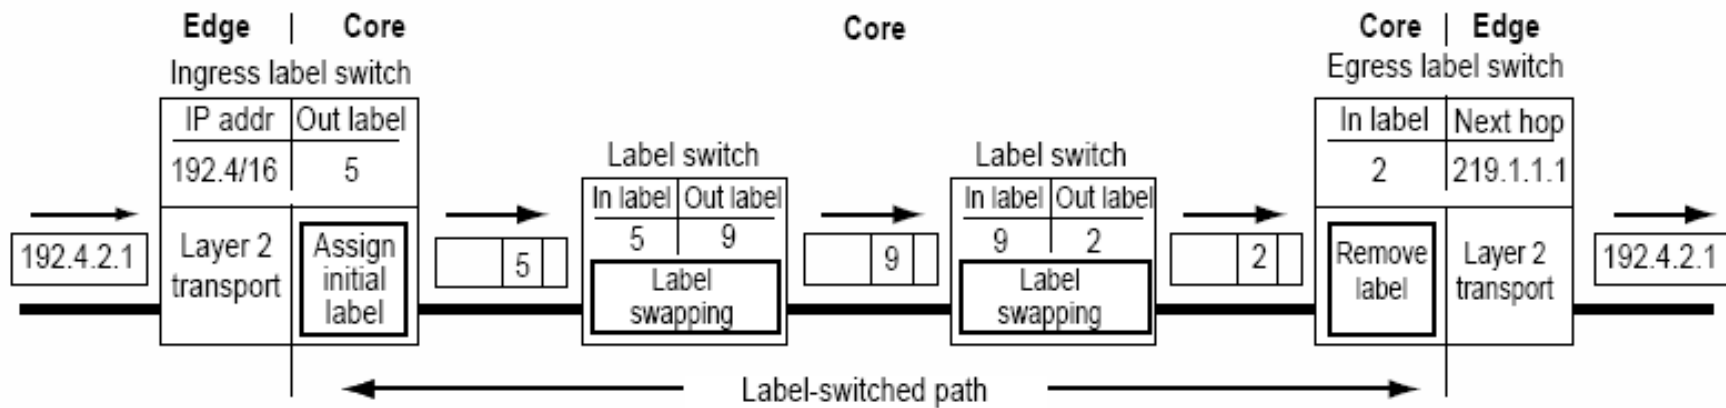 Edge | Core
Core
Core | Edge
Ingress label switch
Egress label switch
IP addr Out label
192.4/16 5
In label Next hop
2 219.1.1.1
Label switch
In label Out label
5 9
Label switch
In label Out label
9 2
192.4.2.1
Layer 2
transport
Assign
initial
label
5
Label
swapping
9
Label
swapping
2
Remove
label
Layer 2
transport
192.4.2.1
Label-switched path